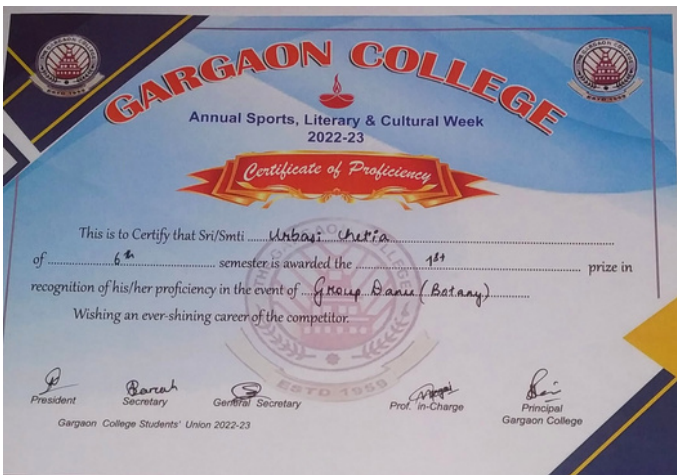 GARGAON COLLEGE
Annual Sports, Literary & Cultural Week
2022-23
Certificate of Proficiency
This is to Certify that Sri/Smti Urbasi Chetia
of 6th semester is awarded the 1st prize in
recognition of his/her proficiency in the event of Group Dance (Botany)
Wishing an ever-shining career of the competitor.
ESTD 1959
President
Secretary
General Secretary
Prof. in-Charge
Principal
Gargaon College
Gargaon College Students' Union 2022-23